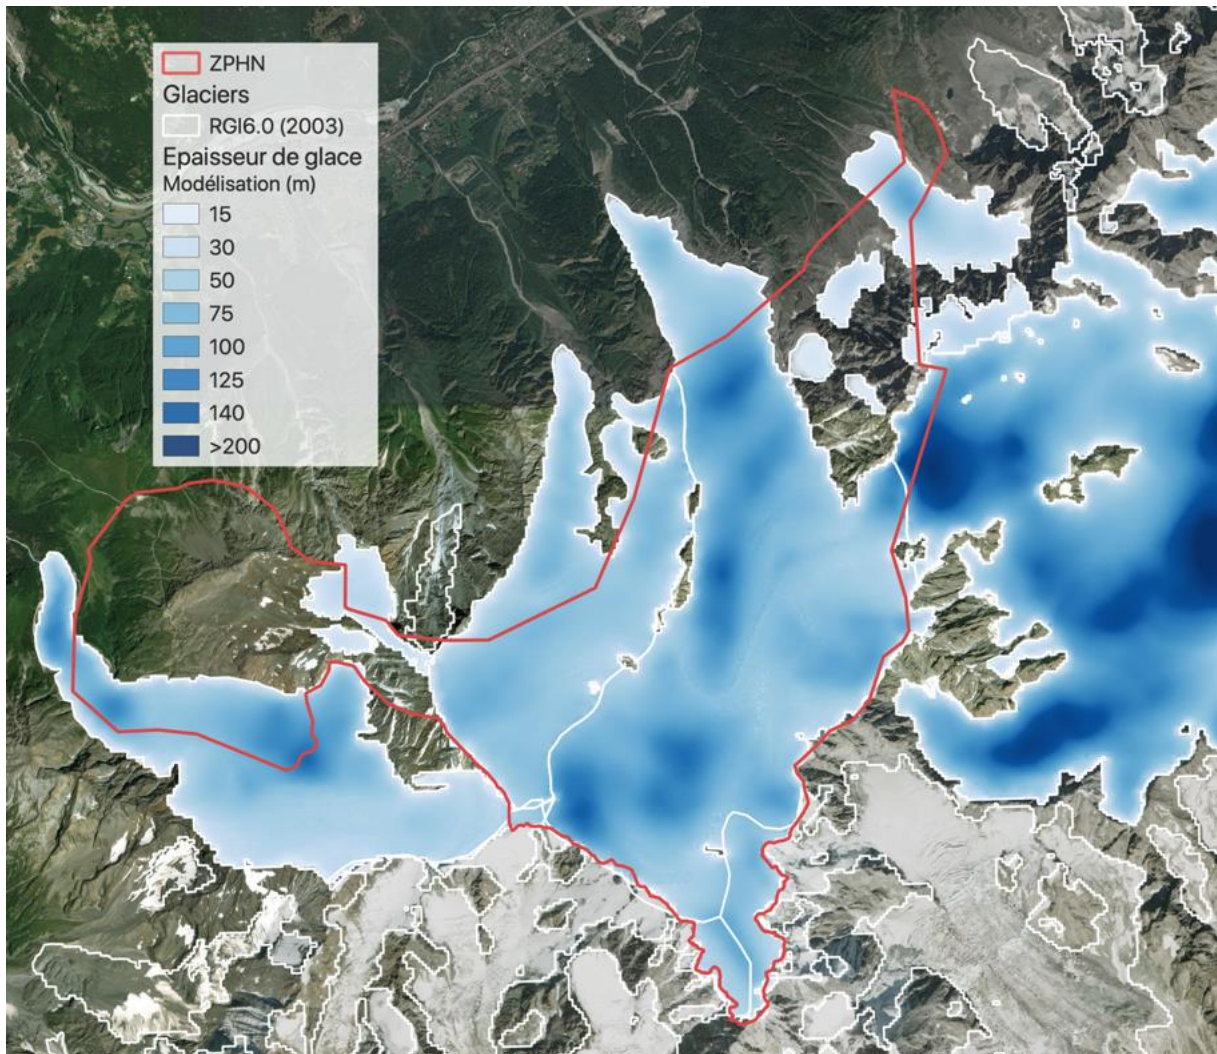 ZPHN
Glaciers
RGI6.0 (2003)
Epaisseur de glace
Modélisation (m)
15
30
50
75
100
125
140
>200